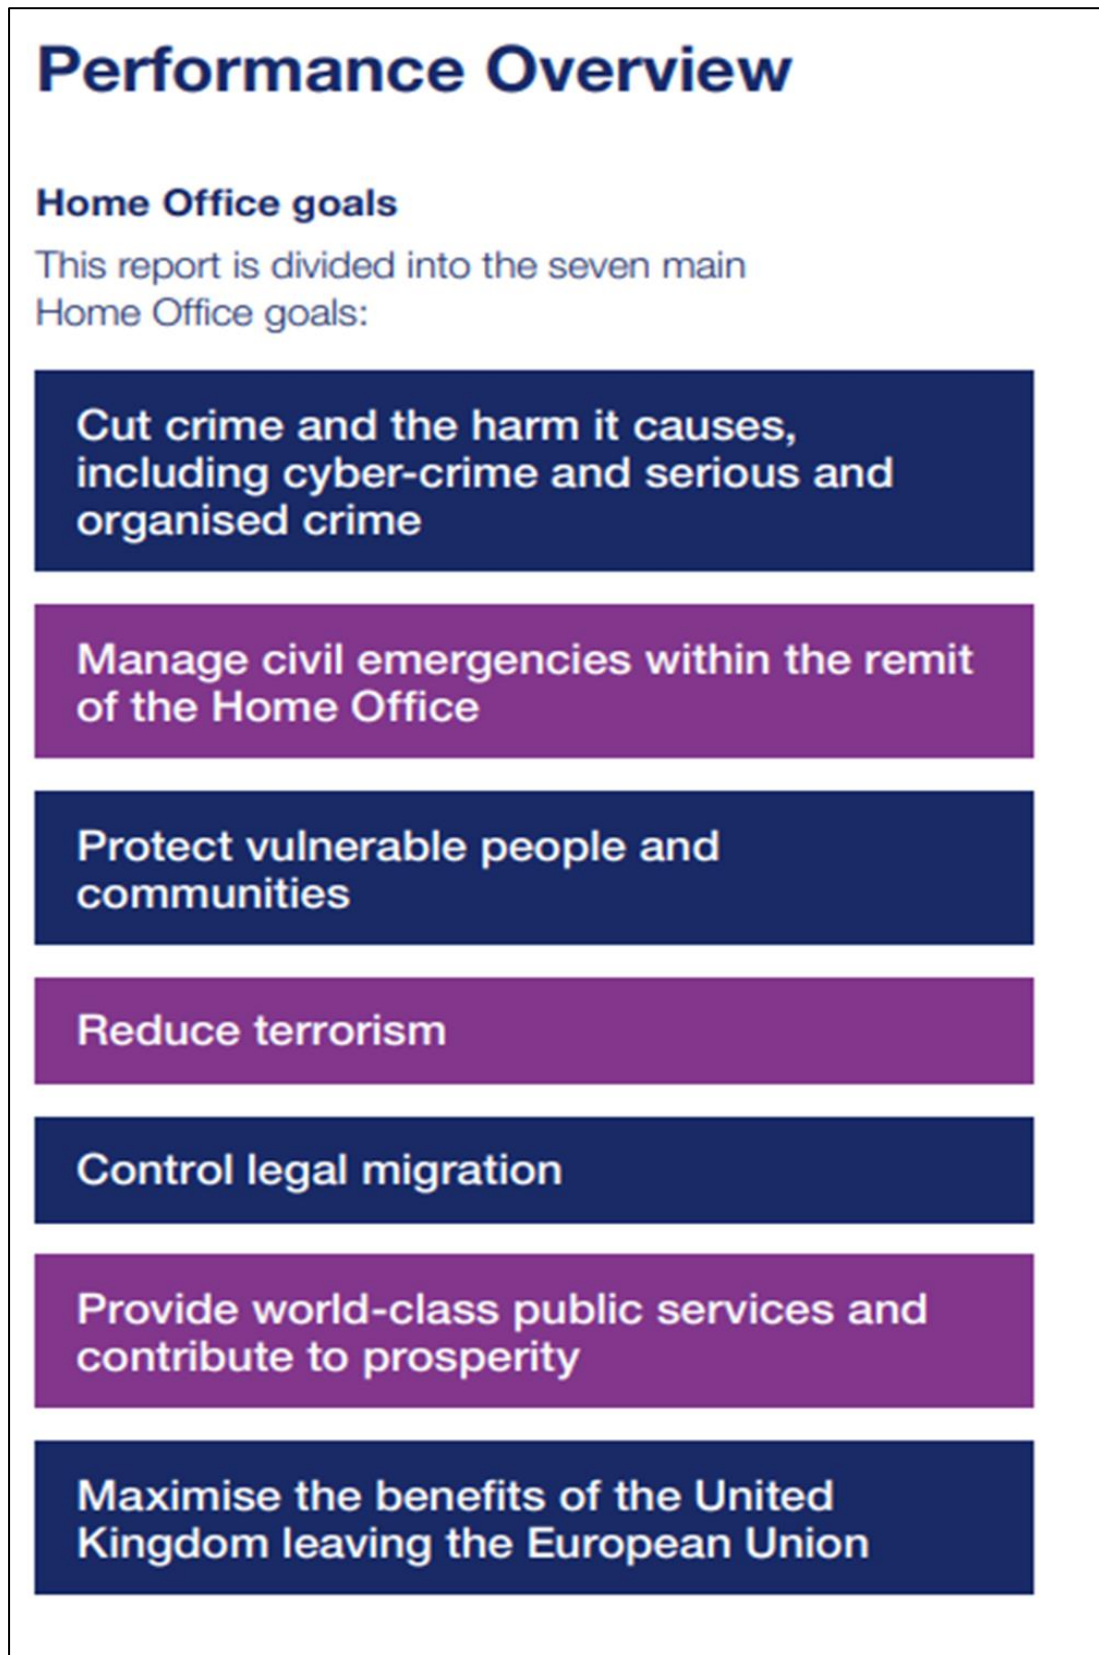 Performance Overview
Home Office goals
This report is divided into the seven main
Home Office goals:
Cut crime and the harm it causes,
including cyber-crime and serious and
organised crime
Manage civil emergencies within the remit
of the Home Office
Protect vulnerable people and
communities
Reduce terrorism
Control legal migration
Provide world-class public services and
contribute to prosperity
Maximise the benefits of the United
Kingdom leaving the European Union